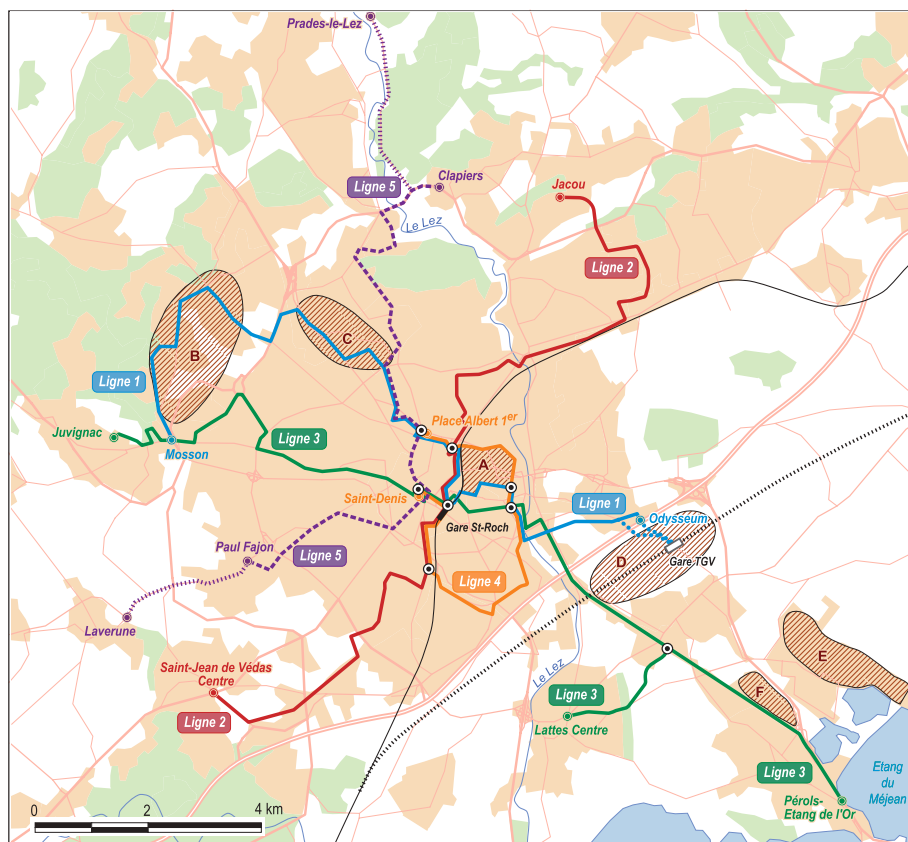 Prades-le-Lez
Ligne 5
Clapiers
Jacou
Le Lez
Ligne 2
C
B
Ligne 1
Place Albert 1er
Juvignac
Ligne 3
Mosson
A
Saint-Denis
Ligne 1
Odysseum
Gare St-Roch
Paul Fajon
Ligne 5
D
Gare TGV
Ligne 4
Laverune
Saint-Jean de Védas
Centre
E
Le Lez
F
Ligne 3
Ligne 2
Lattes Centre
Ligne 3
Etang
du
Méjean
Pérols-
Etang de l'Or
0 2 4 km